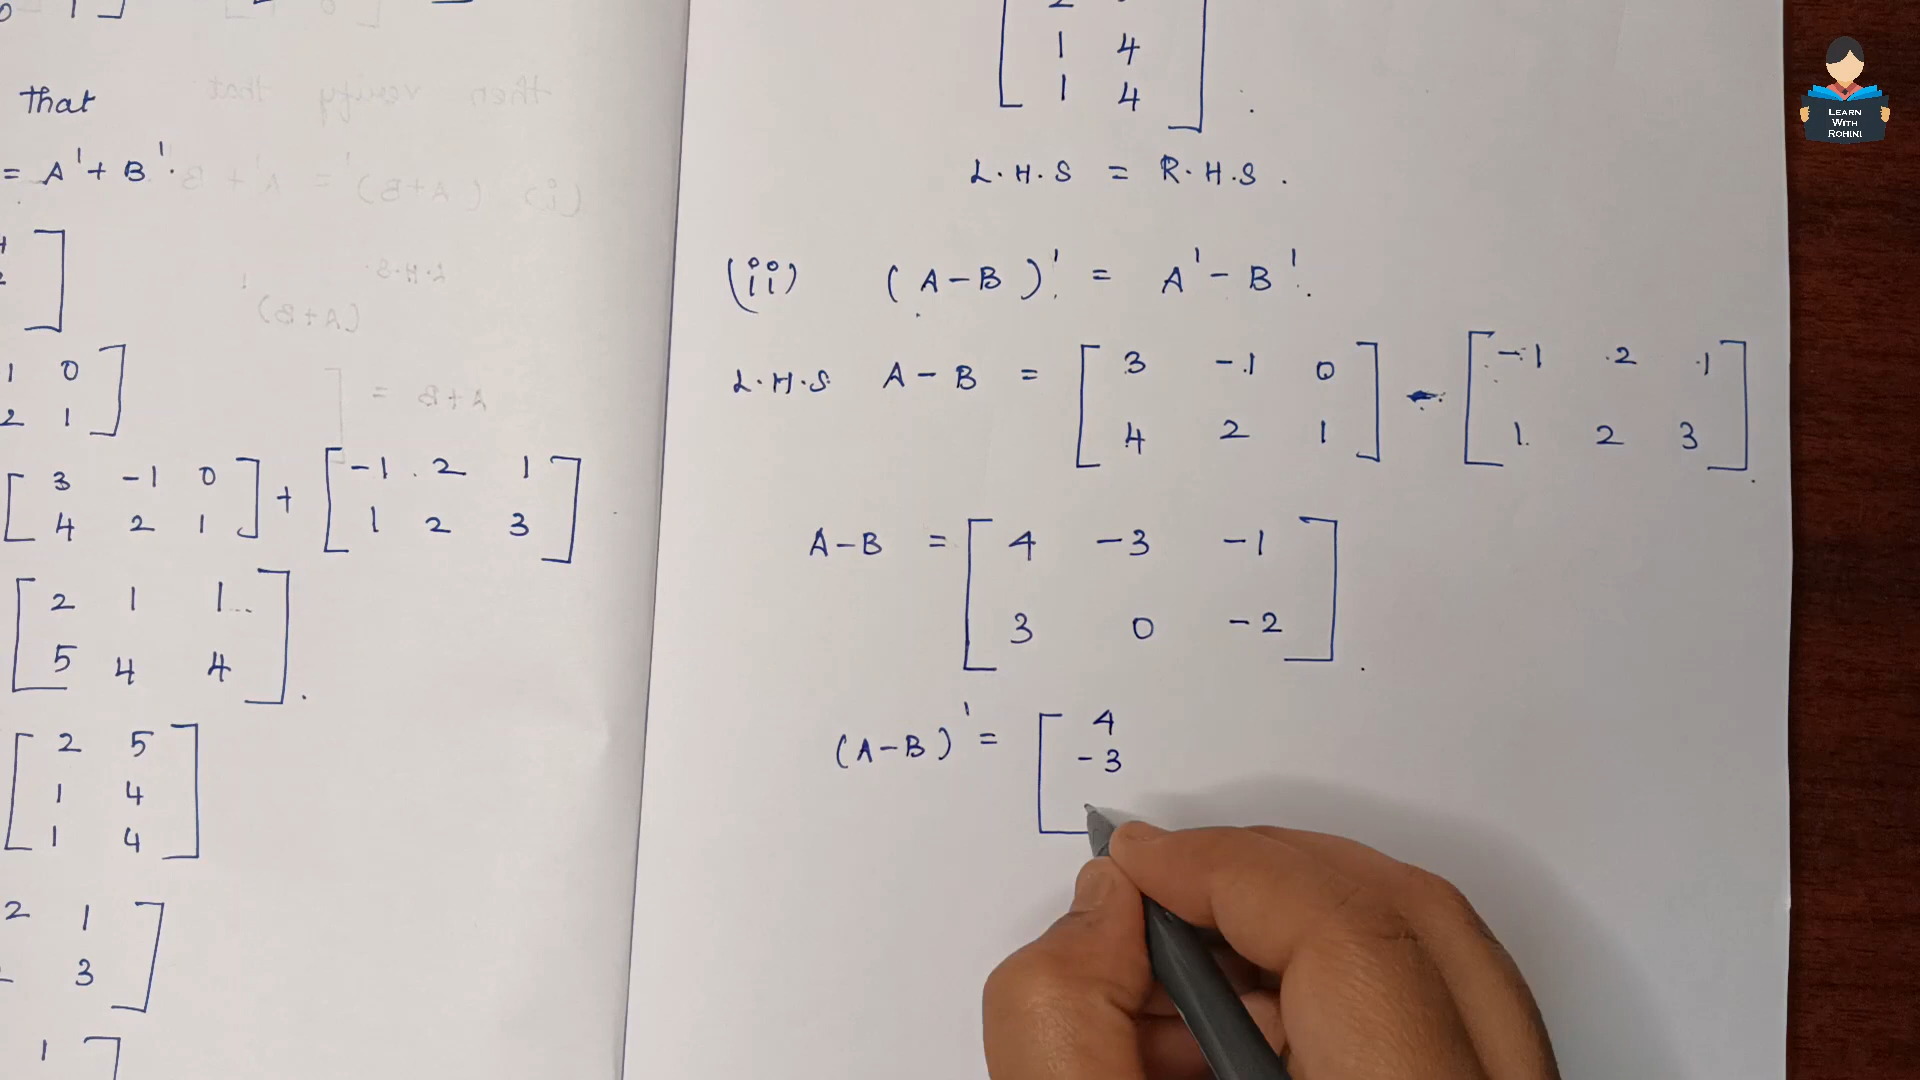 0 1
that
= A' + B'.
1 0
2 1
[3 -1 0] + [-1 2 1]
[4 2 1] [1 2 3]
[2 1 1]
[5 4 4].
[2 5]
[1 4]
[1 4]
2 1
3
1
1 4
1 4
L.H.S = R.H.S.
(ii) (A-B)' = A' - B'.
L.H.S A-B = [3 -1 0] - [-1 2 1]
[4 2 1] [1 2 3]
A-B = [4 -3 -1]
[3 0 -2].
(A-B)' = [4
-3
LEARN
WITH
ROHINI